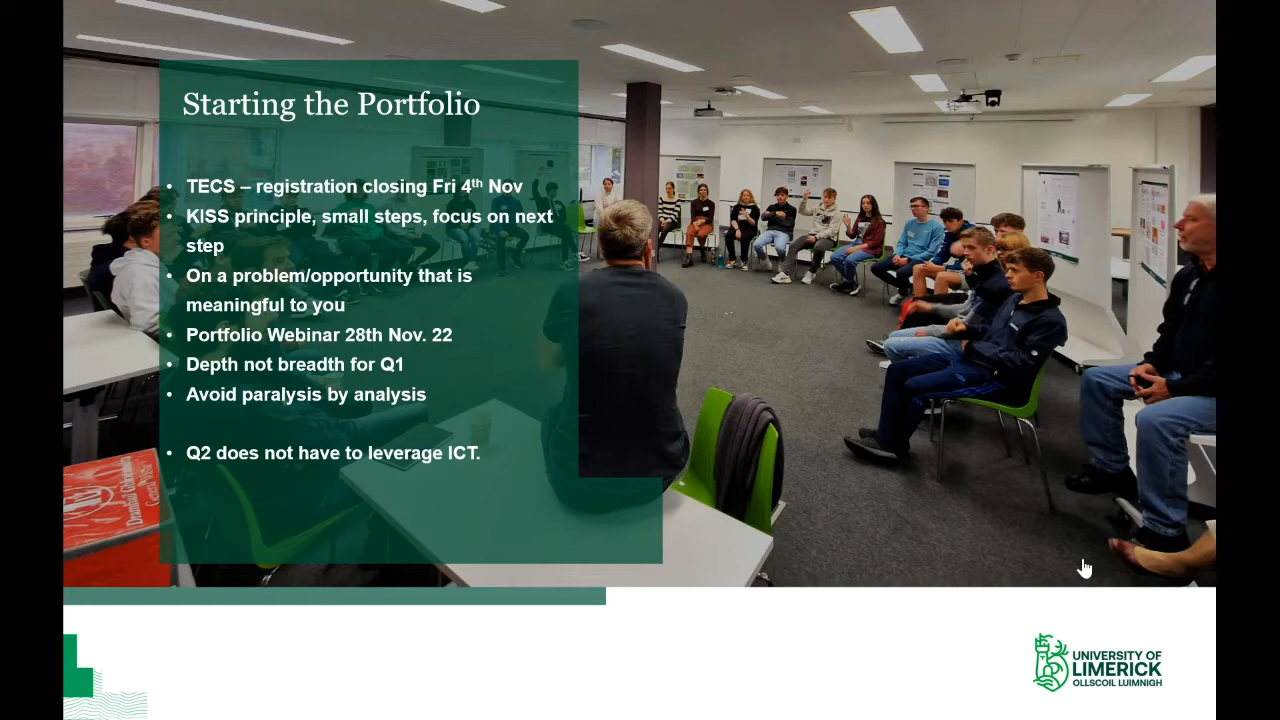 Starting the Portfolio
• TECS – registration closing Fri 4th Nov
• KISS principle, small steps, focus on next
step
• On a problem/opportunity that is
meaningful to you
• Portfolio Webinar 28th Nov. 22
• Depth not breadth for Q1
• Avoid paralysis by analysis
• Q2 does not have to leverage ICT.
UNIVERSITY OF
LIMERICK
OLLSCOIL LUIMNIGH